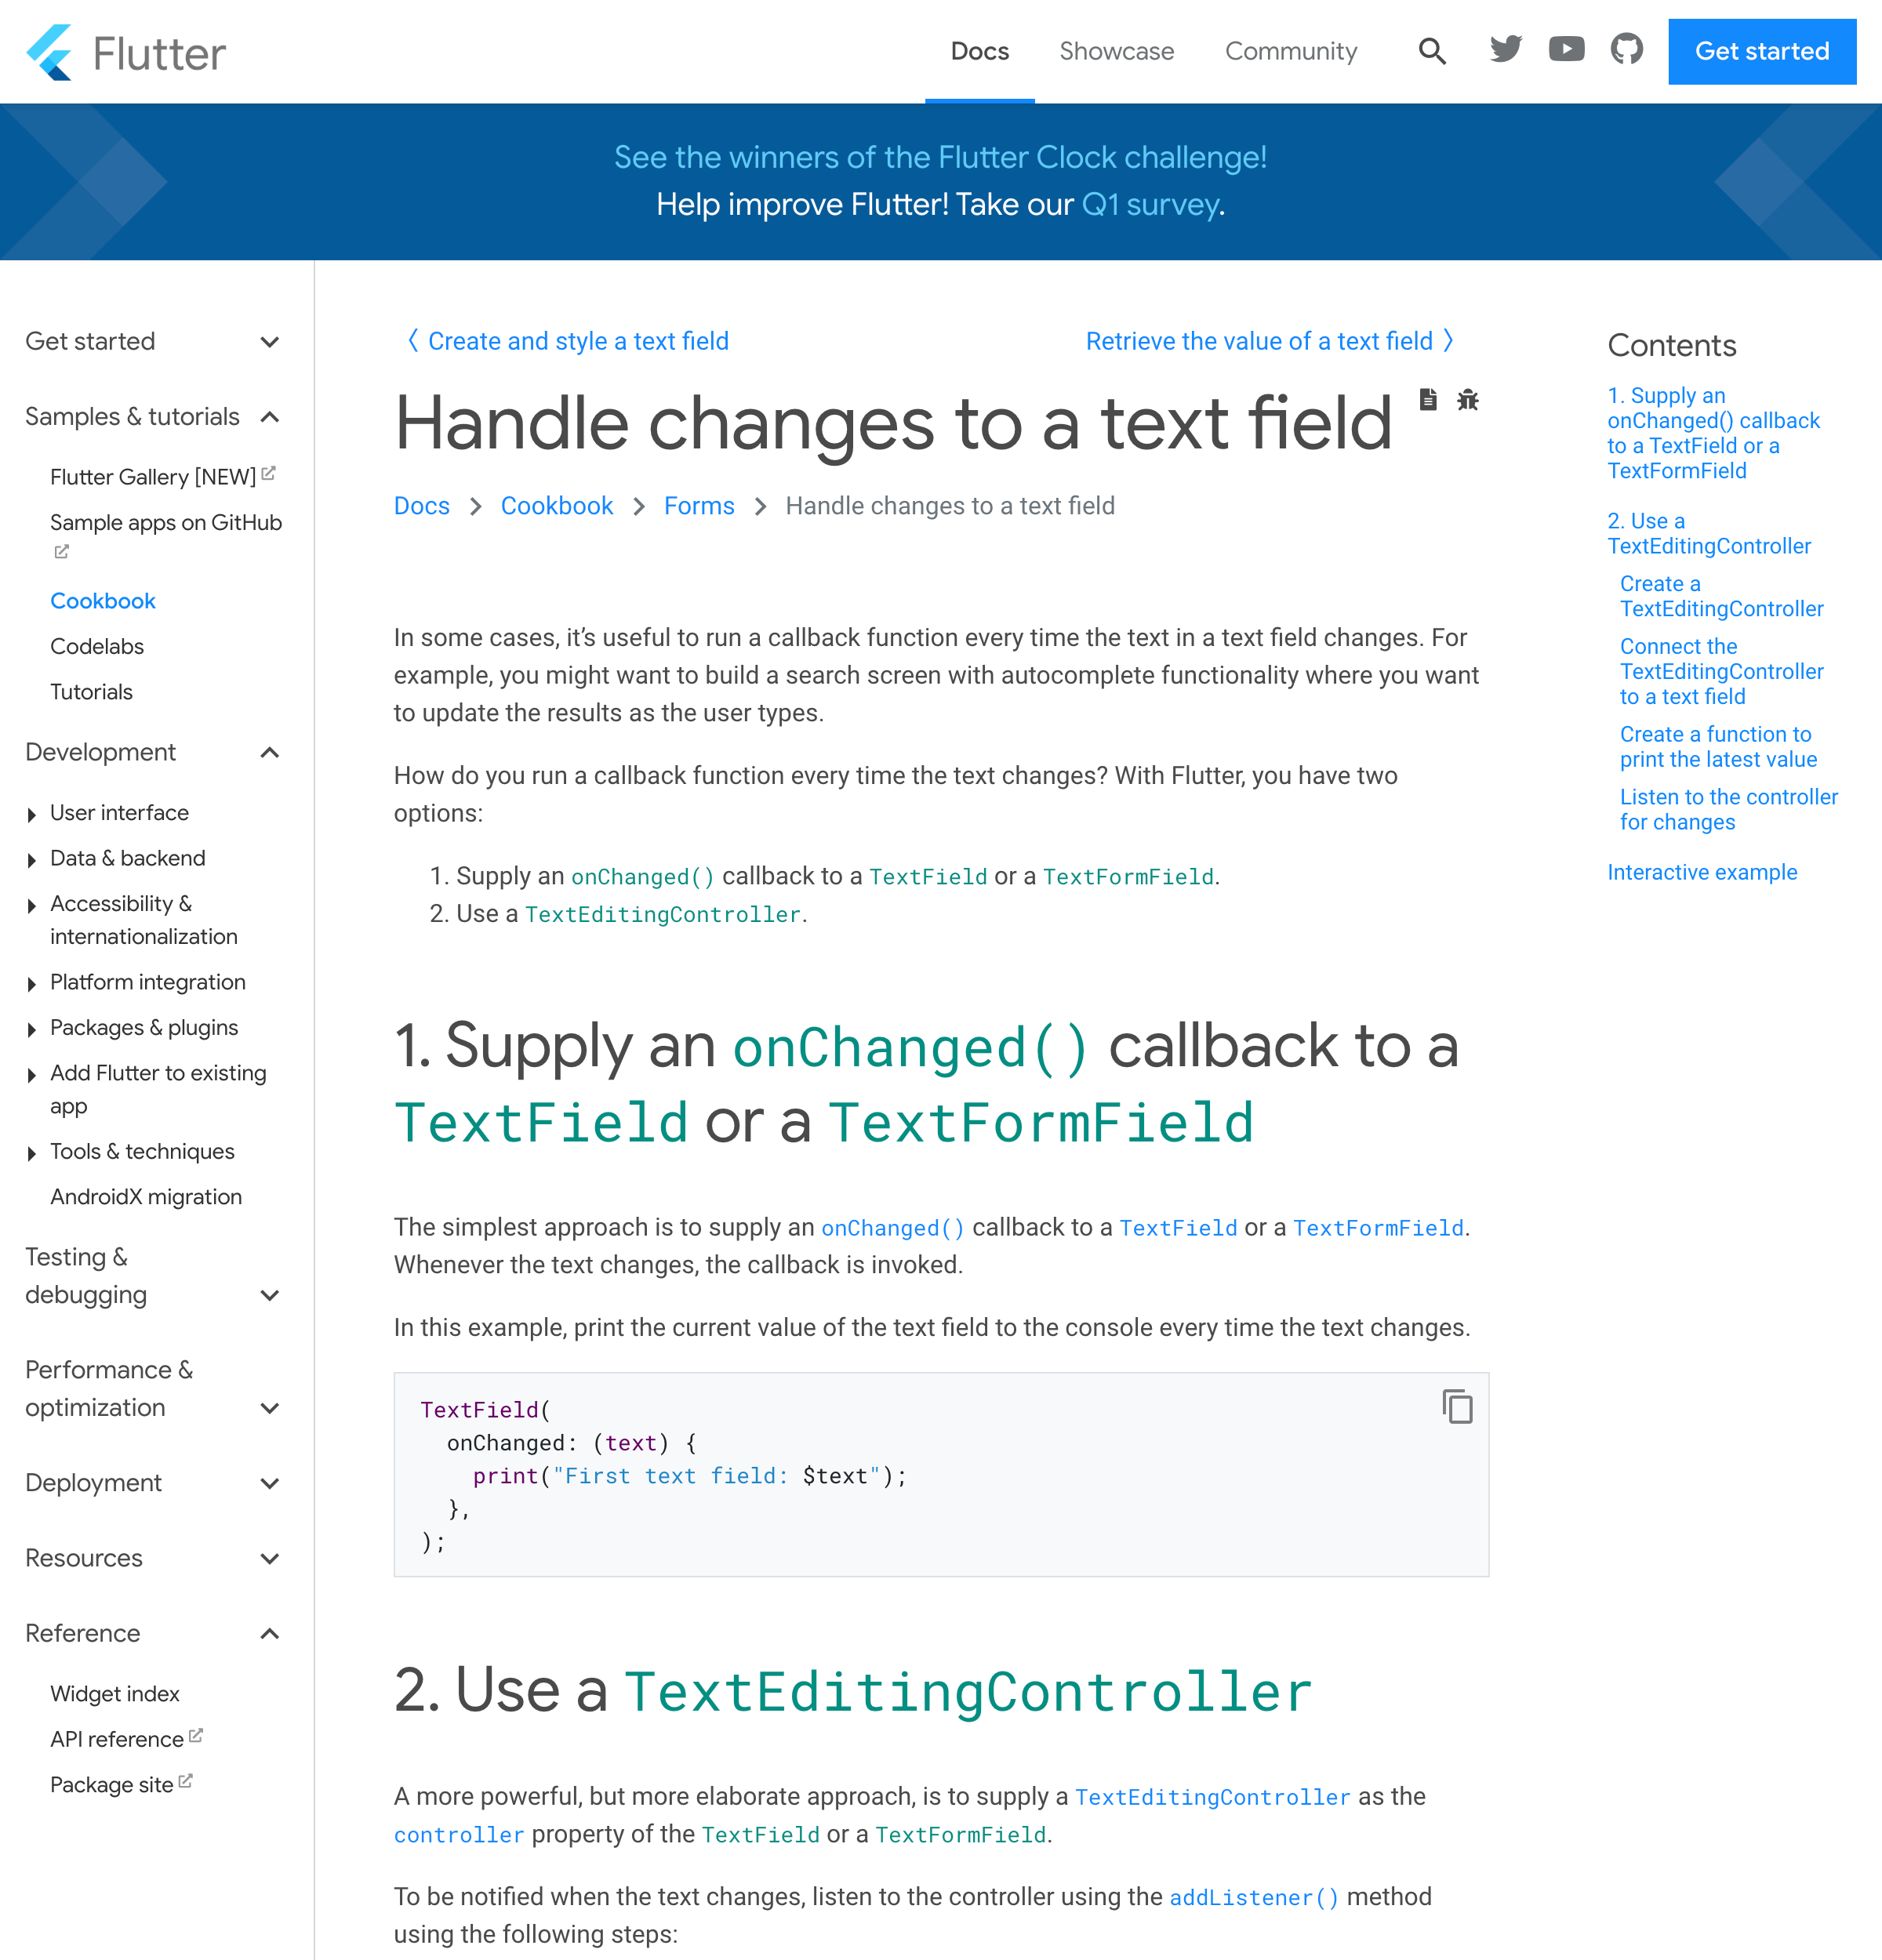 Flutter
Docs
Showcase
Community
Get started
See the winners of the Flutter Clock challenge!
Help improve Flutter! Take our Q1 survey.
Get started
Samples & tutorials
Flutter Gallery [NEW]
Sample apps on GitHub
Cookbook
Codelabs
Tutorials
Development
User interface
Data & backend
Accessibility &
internationalization
Platform integration
Packages & plugins
Add Flutter to existing
app
Tools & techniques
AndroidX migration
Testing &
debugging
Performance &
optimization
Deployment
Resources
Reference
Widget index
API reference
Package site
〈 Create and style a text field
Retrieve the value of a text field 〉
Handle changes to a text field
Docs > Cookbook > Forms > Handle changes to a text field
In some cases, it’s useful to run a callback function every time the text in a text field changes. For
example, you might want to build a search screen with autocomplete functionality where you want
to update the results as the user types.
How do you run a callback function every time the text changes? With Flutter, you have two
options:
1. Supply an onChanged() callback to a TextField or a TextFormField.
2. Use a TextEditingController.
1. Supply an onChanged() callback to a
TextField or a TextFormField
The simplest approach is to supply an onChanged() callback to a TextField or a TextFormField.
Whenever the text changes, the callback is invoked.
In this example, print the current value of the text field to the console every time the text changes.
TextField(
  onChanged: (text) {
    print("First text field: $text");
  },
);
2. Use a TextEditingController
A more powerful, but more elaborate approach, is to supply a TextEditingController as the
controller property of the TextField or a TextFormField.
To be notified when the text changes, listen to the controller using the addListener() method
using the following steps:
Contents
1. Supply an
onChanged() callback
to a TextField or a
TextFormField
2. Use a
TextEditingController
Create a
TextEditingController
Connect the
TextEditingController
to a text field
Create a function to
print the latest value
Listen to the controller
for changes
Interactive example